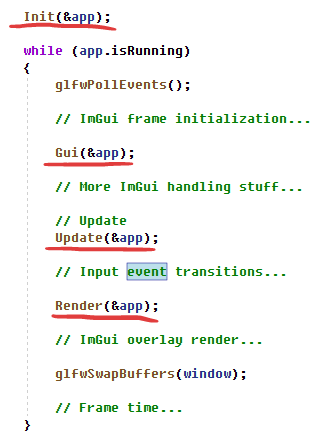 Init(&app);
while (app.isRunning)
{
glfwPollEvents();
// ImGui frame initialization...
Gui(&app);
// More ImGui handling stuff...
// Update
Update(&app);
// Input event transitions...
Render(&app);
// ImGui overlay render...
glfwSwapBuffers(window);
// Frame time...
}